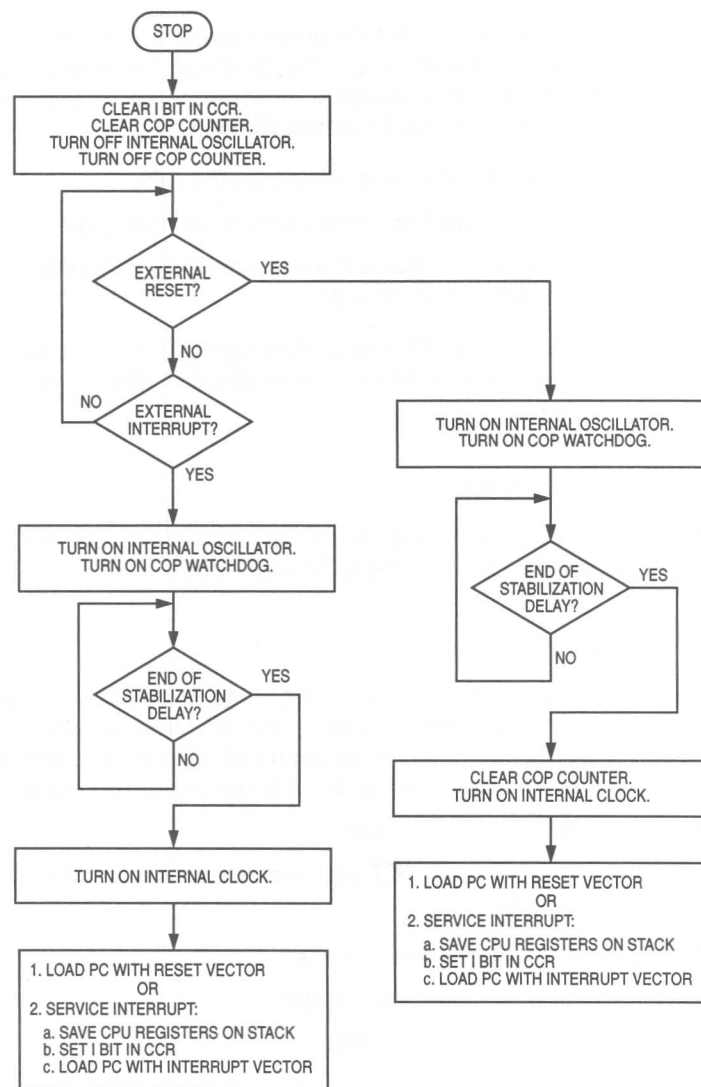 STOP
CLEAR I BIT IN CCR.
CLEAR COP COUNTER.
TURN OFF INTERNAL OSCILLATOR.
TURN OFF COP COUNTER.
EXTERNAL
RESET?
YES
NO
EXTERNAL
INTERRUPT?
NO
YES
TURN ON INTERNAL OSCILLATOR.
TURN ON COP WATCHDOG.
END OF
STABILIZATION
DELAY?
YES
NO
TURN ON INTERNAL CLOCK.
1. LOAD PC WITH RESET VECTOR
OR
2. SERVICE INTERRUPT:
a. SAVE CPU REGISTERS ON STACK
b. SET I BIT IN CCR
c. LOAD PC WITH INTERRUPT VECTOR
TURN ON INTERNAL OSCILLATOR.
TURN ON COP WATCHDOG.
END OF
STABILIZATION
DELAY?
YES
NO
CLEAR COP COUNTER.
TURN ON INTERNAL CLOCK.
1. LOAD PC WITH RESET VECTOR
OR
2. SERVICE INTERRUPT:
a. SAVE CPU REGISTERS ON STACK
b. SET I BIT IN CCR
c. LOAD PC WITH INTERRUPT VECTOR